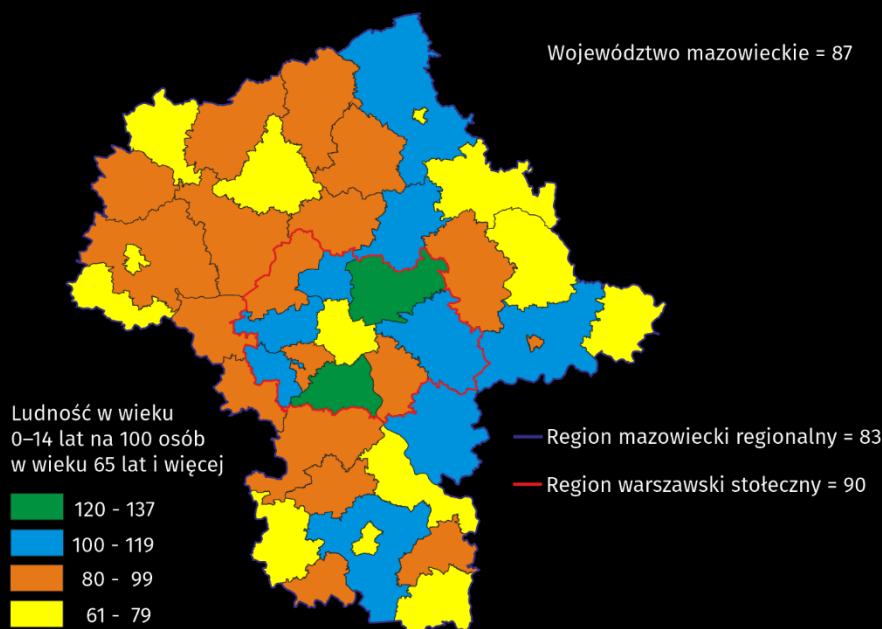 Województwo mazowieckie = 87
Ludność w wieku
0–14 lat na 100 osób
w wieku 65 lat i więcej
120 - 137
100 - 119
80 - 99
61 - 79
Region mazowiecki regionalny = 83
Region warszawski stołeczny = 90